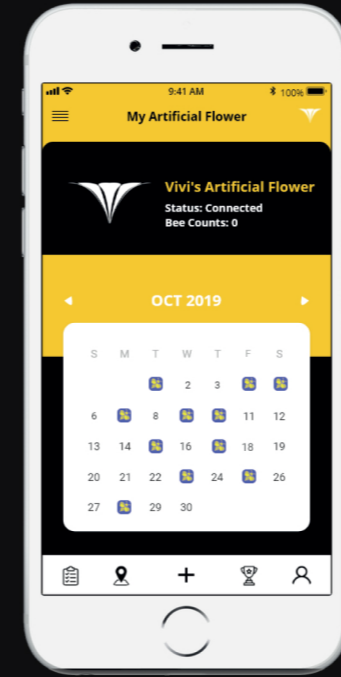 9:41 AM 100%
My Artificial Flower
Vivi's Artificial Flower
Status: Connected
Bee Counts: 0
OCT 2019
S M T W T F S
2 3
6 8 11 12
13 14 16 18 19
20 21 22 24 26
27 29 30